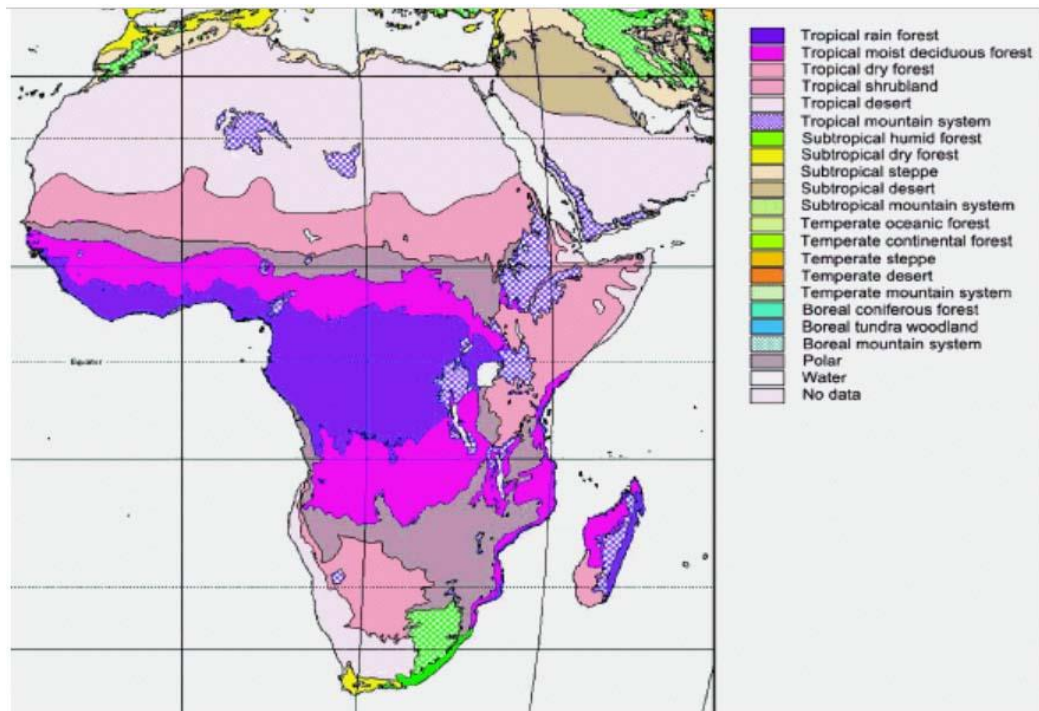 Tropical rain forest
Tropical moist deciduous forest
Tropical dry forest
Tropical shrubland
Tropical desert
Tropical mountain system
Subtropical humid forest
Subtropical dry forest
Subtropical steppe
Subtropical desert
Subtropical mountain system
Temperate oceanic forest
Temperate continental forest
Temperate steppe
Temperate desert
Temperate mountain system
Boreal coniferous forest
Boreal tundra woodland
Boreal mountain system
Polar
Water
No data
Equator